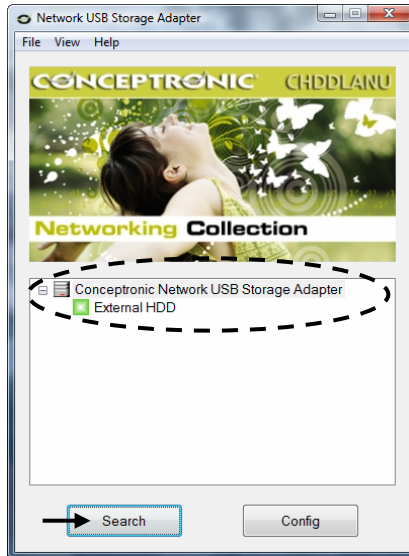 Network USB Storage Adapter
File View Help
CONCEPTRONIC CHDDLANU
Networking Collection
Conceptronic Network USB Storage Adapter
External HDD
Search Config